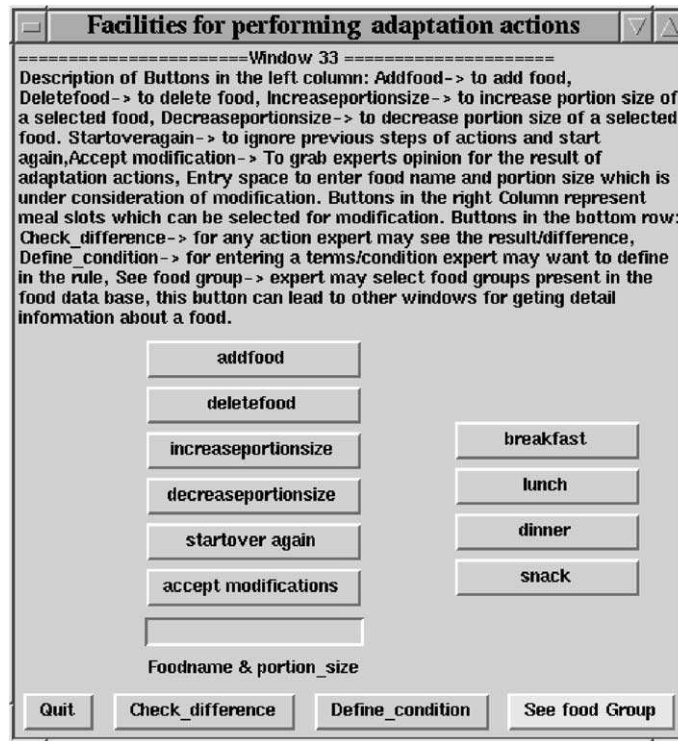 Facilities for performing adaptation actions
========================Window 33 =====================
Description of Buttons in the left column: Addfood-> to add food,
Deletefood-> to delete food, Increaseportionsize-> to increase portion size of
a selected food, Decreaseportionsize-> to decrease portion size of a selected
food. Startoveragain-> to ignore previous steps of actions and start
again,Accept modification-> To grab experts opinion for the result of
adaptation actions, Entry space to enter food name and portion size which is
under consideration of modification. Buttons in the right Column represent
meal slots which can be selected for modification. Buttons in the bottom row:
Check_difference-> for any action expert may see the result/difference,
Define_condition-> for entering a terms/condition expert may want to define
in the rule, See food group-> expert may select food groups present in the
food data base, this button can lead to other windows for geting detail
information about a food.
addfood
deletefood
increaseportionsize
decreaseportionsize
startover again
accept modifications
Foodname & portion_size
breakfast
lunch
dinner
snack
Quit
Check_difference
Define_condition
See food Group